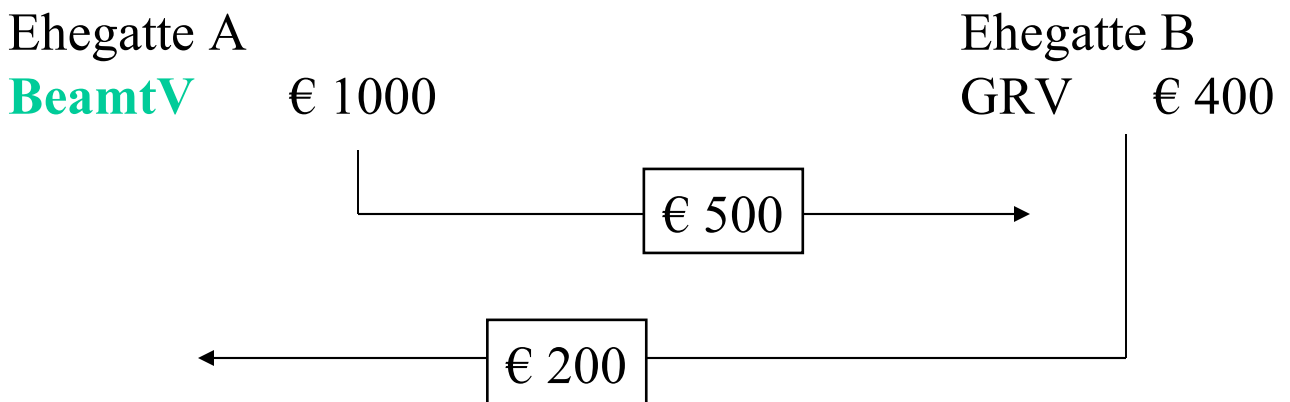 Ehegatte A
Ehegatte B
BeamtV € 1000
GRV € 400
€ 500
€ 200